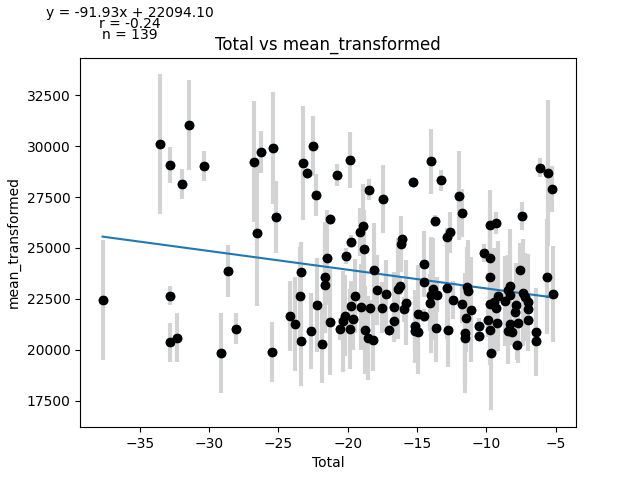 y = -91.93x + 22094.10
r = -0.24
n = 139
Total vs mean_transformed
32500
30000
27500
25000
22500
20000
17500
mean_transformed
−35
−30
−25
−20
−15
−10
−5
Total